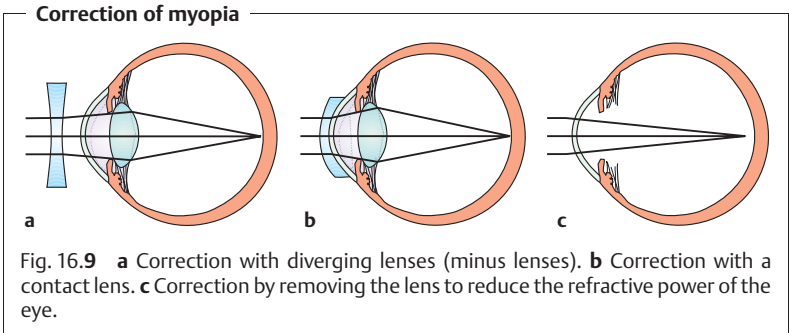 Correction of myopia
a
b
c
Fig. 16.9 a Correction with diverging lenses (minus lenses). b Correction with a
contact lens. c Correction by removing the lens to reduce the refractive power of the
eye.